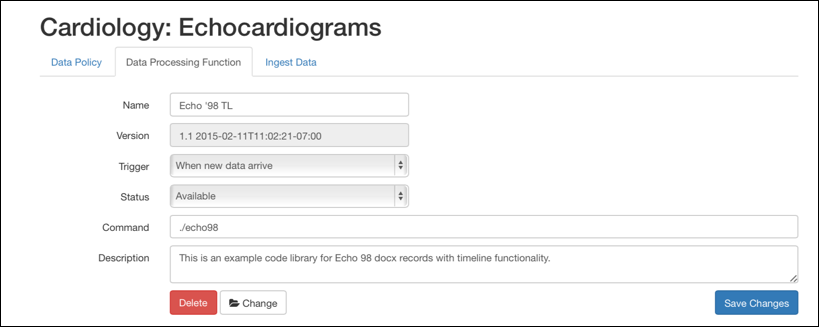 Cardiology: Echocardiograms
Data Policy Data Processing Function Ingest Data
Name Echo '98 TL
Version 1.1 2015-02-11T11:02:21-07:00
Trigger When new data arrive
Status Available
Command ./echo98
Description This is an example code library for Echo 98 docx records with timeline functionality.
Delete Change Save Changes